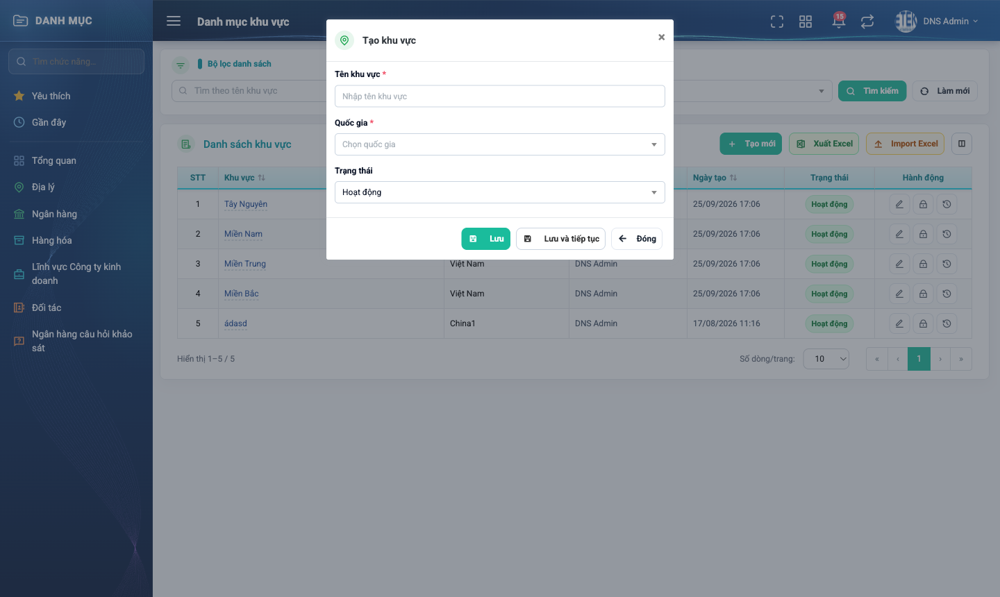 DANH MỤC
Danh mục khu vực
15
DNS Admin
Tìm chức năng...
Yêu thích
Gần đây
Tổng quan
Địa lý
Ngân hàng
Hàng hóa
Lĩnh vực Công ty kinh
doanh
Đối tác
Ngân hàng câu hỏi khảo
sát
Bộ lọc danh sách
Tìm theo tên khu vực
Tìm kiếm
Làm mới
Danh sách khu vực
Tạo mới
Xuất Excel
Import Excel
Tạo khu vực
×
Tên khu vực *
Nhập tên khu vực
Quốc gia *
Chọn quốc gia
Trạng thái
Hoạt động
Lưu
Lưu và tiếp tục
Đóng
STT Khu vực Ngày tạo Trạng thái Hành động
1 Tây Nguyên 25/09/2026 17:06 Hoạt động
2 Miền Nam 25/09/2026 17:06 Hoạt động
3 Miền Trung Việt Nam DNS Admin 25/09/2026 17:06 Hoạt động
4 Miền Bắc Việt Nam DNS Admin 25/09/2026 17:06 Hoạt động
5 ádasd China1 DNS Admin 17/08/2026 11:16 Hoạt động
Hiển thị 1–5 / 5
Số dòng/trang: 10
« ‹ 1 › »